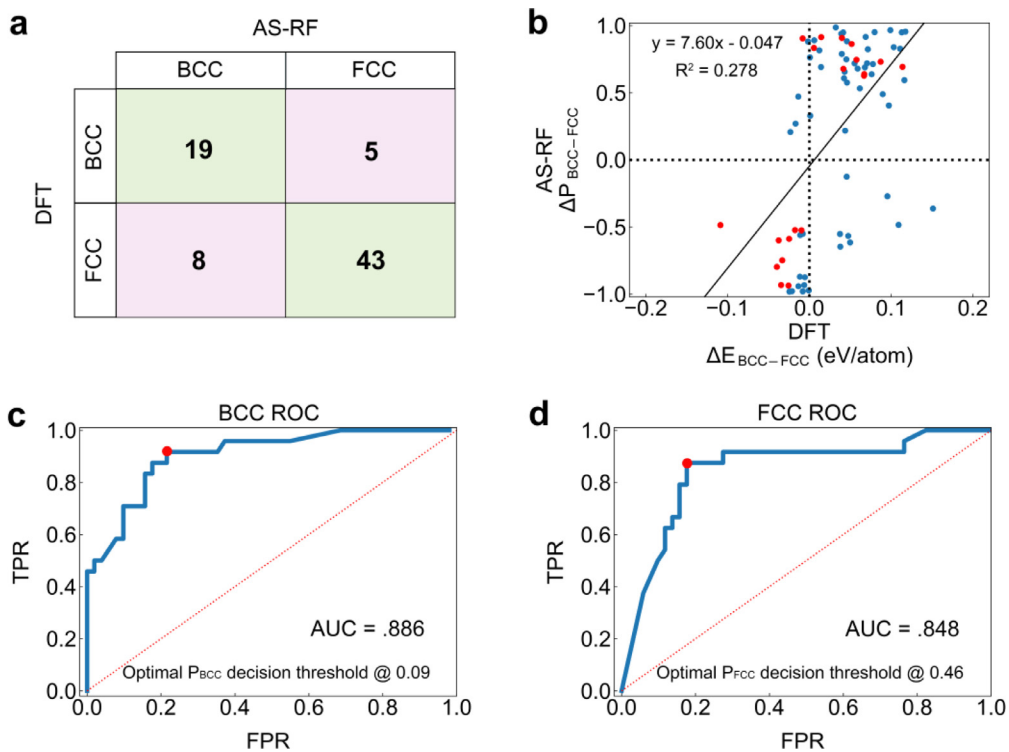 a
AS-RF
BCC FCC
DFT
BCC 19 5
FCC 8 43
b
y = 7.60x - 0.047
R² = 0.278
AS-RF
ΔP BCC−FCC
1.0
0.5
0.0
−0.5
−1.0
−0.2 −0.1 0.0 0.1 0.2
DFT
ΔE BCC−FCC (eV/atom)
c
BCC ROC
TPR
1.0
0.8
0.6
0.4
0.2
0.0
AUC = .886
Optimal PBCC decision threshold @ 0.09
0.0 0.2 0.4 0.6 0.8 1.0
FPR
d
FCC ROC
TPR
1.0
0.8
0.6
0.4
0.2
0.0
AUC = .848
Optimal PFCC decision threshold @ 0.46
0.0 0.2 0.4 0.6 0.8 1.0
FPR